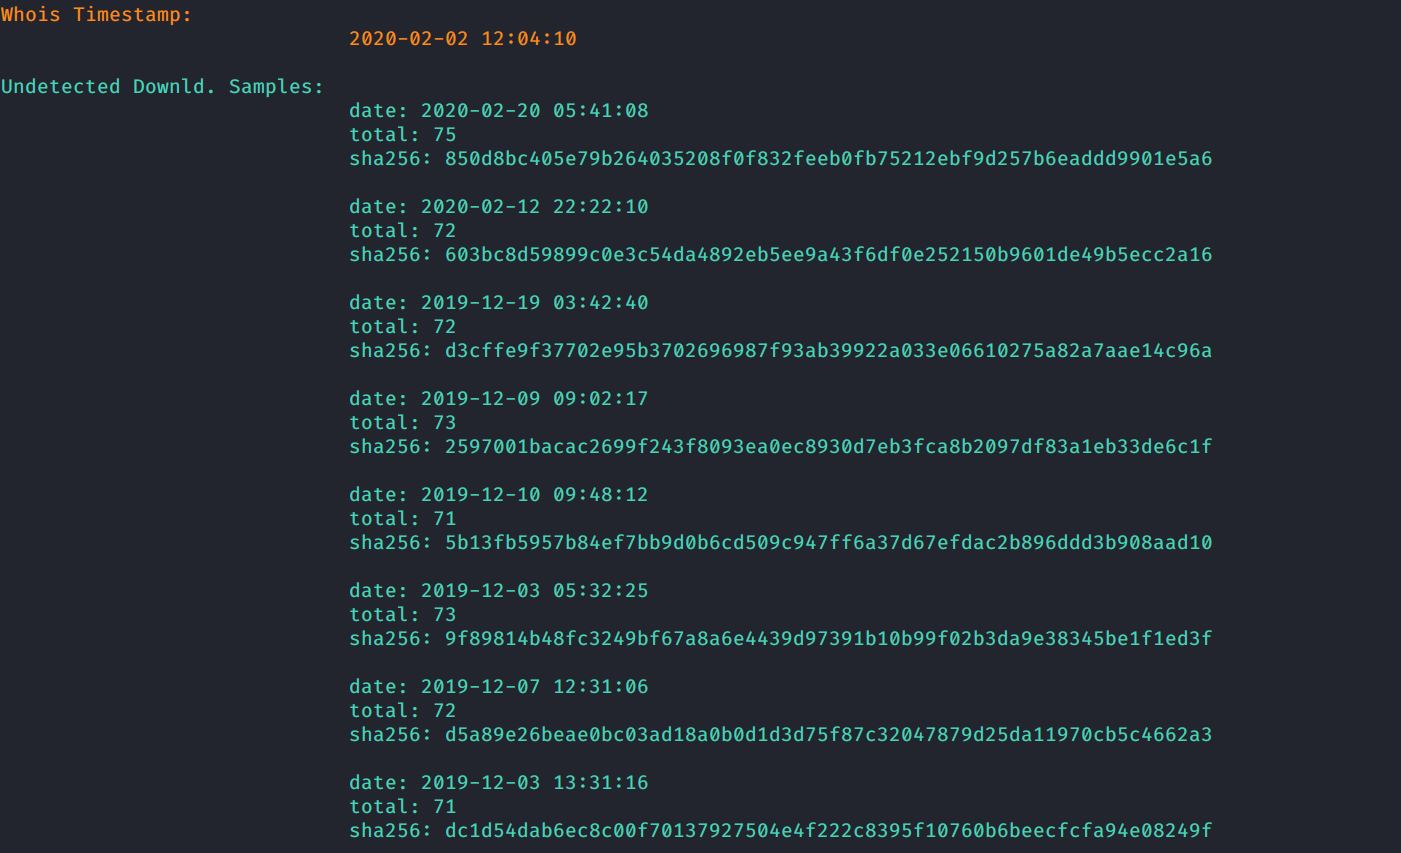 Whois Timestamp:
2020-02-02 12:04:10
Undetected Downld. Samples:
date: 2020-02-20 05:41:08
total: 75
sha256: 850d8bc405e79b264035208f0f832feeb0fb75212ebf9d257b6eaddd9901e5a6
date: 2020-02-12 22:22:10
total: 72
sha256: 603bc8d59899c0e3c54da4892eb5ee9a43f6df0e252150b9601de49b5ecc2a16
date: 2019-12-19 03:42:40
total: 72
sha256: d3cffe9f37702e95b3702696987f93ab39922a033e06610275a82a7aae14c96a
date: 2019-12-09 09:02:17
total: 73
sha256: 2597001bacac2699f243f8093ea0ec8930d7eb3fca8b2097df83a1eb33de6c1f
date: 2019-12-10 09:48:12
total: 71
sha256: 5b13fb5957b84ef7bb9d0b6cd509c947ff6a37d67efdac2b896ddd3b908aad10
date: 2019-12-03 05:32:25
total: 73
sha256: 9f89814b48fc3249bf67a8a6e4439d97391b10b99f02b3da9e38345be1f1ed3f
date: 2019-12-07 12:31:06
total: 72
sha256: d5a89e26beae0bc03ad18a0b0d1d3d75f87c32047879d25da11970cb5c4662a3
date: 2019-12-03 13:31:16
total: 71
sha256: dc1d54dab6ec8c00f70137927504e4f222c8395f10760b6beecfcfa94e08249f